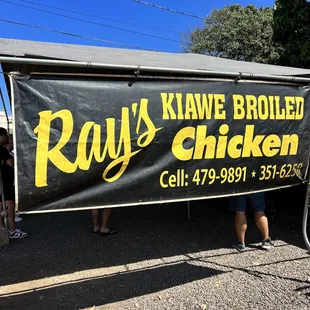 Ray's
KIAWE BROILED
Chicken
Cell: 479-9891 * 351-6258